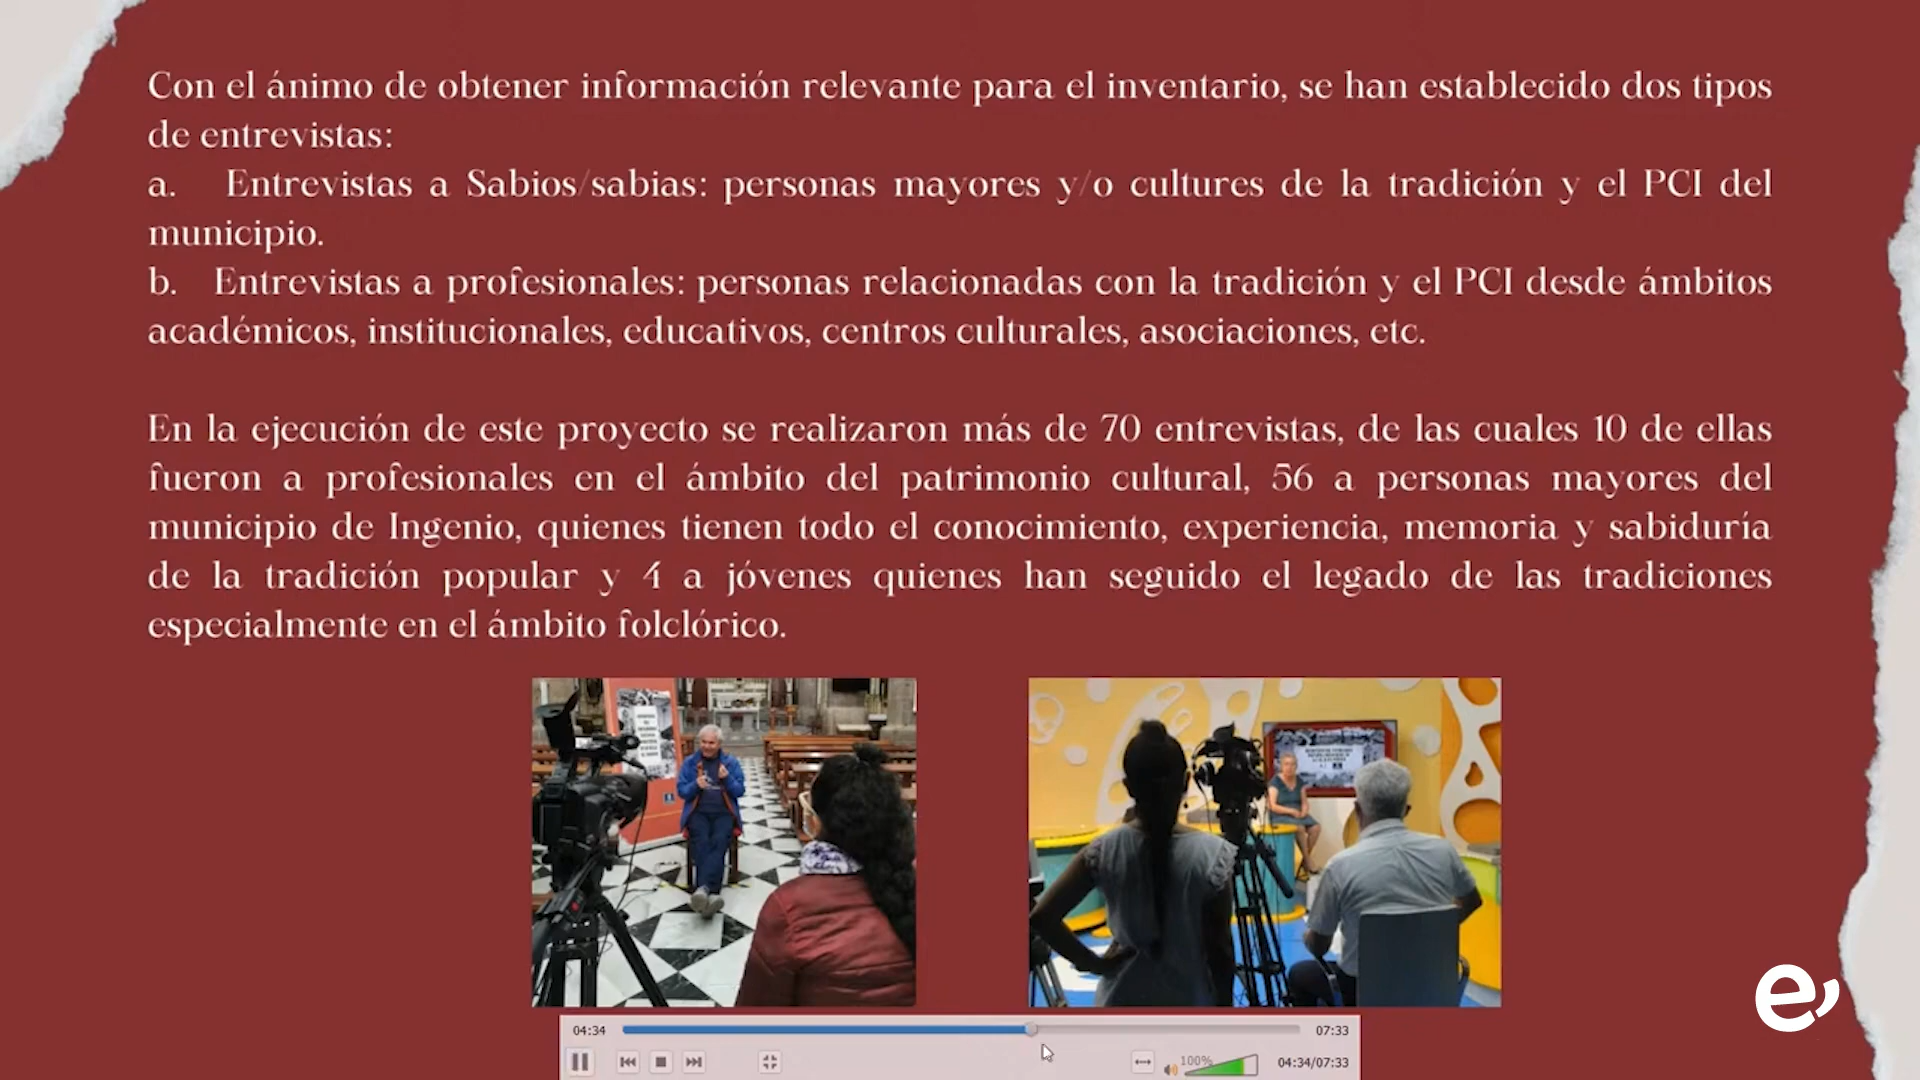 Con el ánimo de obtener información relevante para el inventario, se han establecido dos tipos
de entrevistas:
a. Entrevistas a Sabios/sabias: personas mayores y/o cultures de la tradición y el PCI del
municipio.
b. Entrevistas a profesionales: personas relacionadas con la tradición y el PCI desde ámbitos
académicos, institucionales, educativos, centros culturales, asociaciones, etc.
En la ejecución de este proyecto se realizaron más de 70 entrevistas, de las cuales 10 de ellas
fueron a profesionales en el ámbito del patrimonio cultural, 56 a personas mayores del
municipio de Ingenio, quienes tienen todo el conocimiento, experiencia, memoria y sabiduría
de la tradición popular y 4 a jóvenes quienes han seguido el legado de las tradiciones
especialmente en el ámbito folclórico.
04:34
07:33
100%
04:34/07:33
e